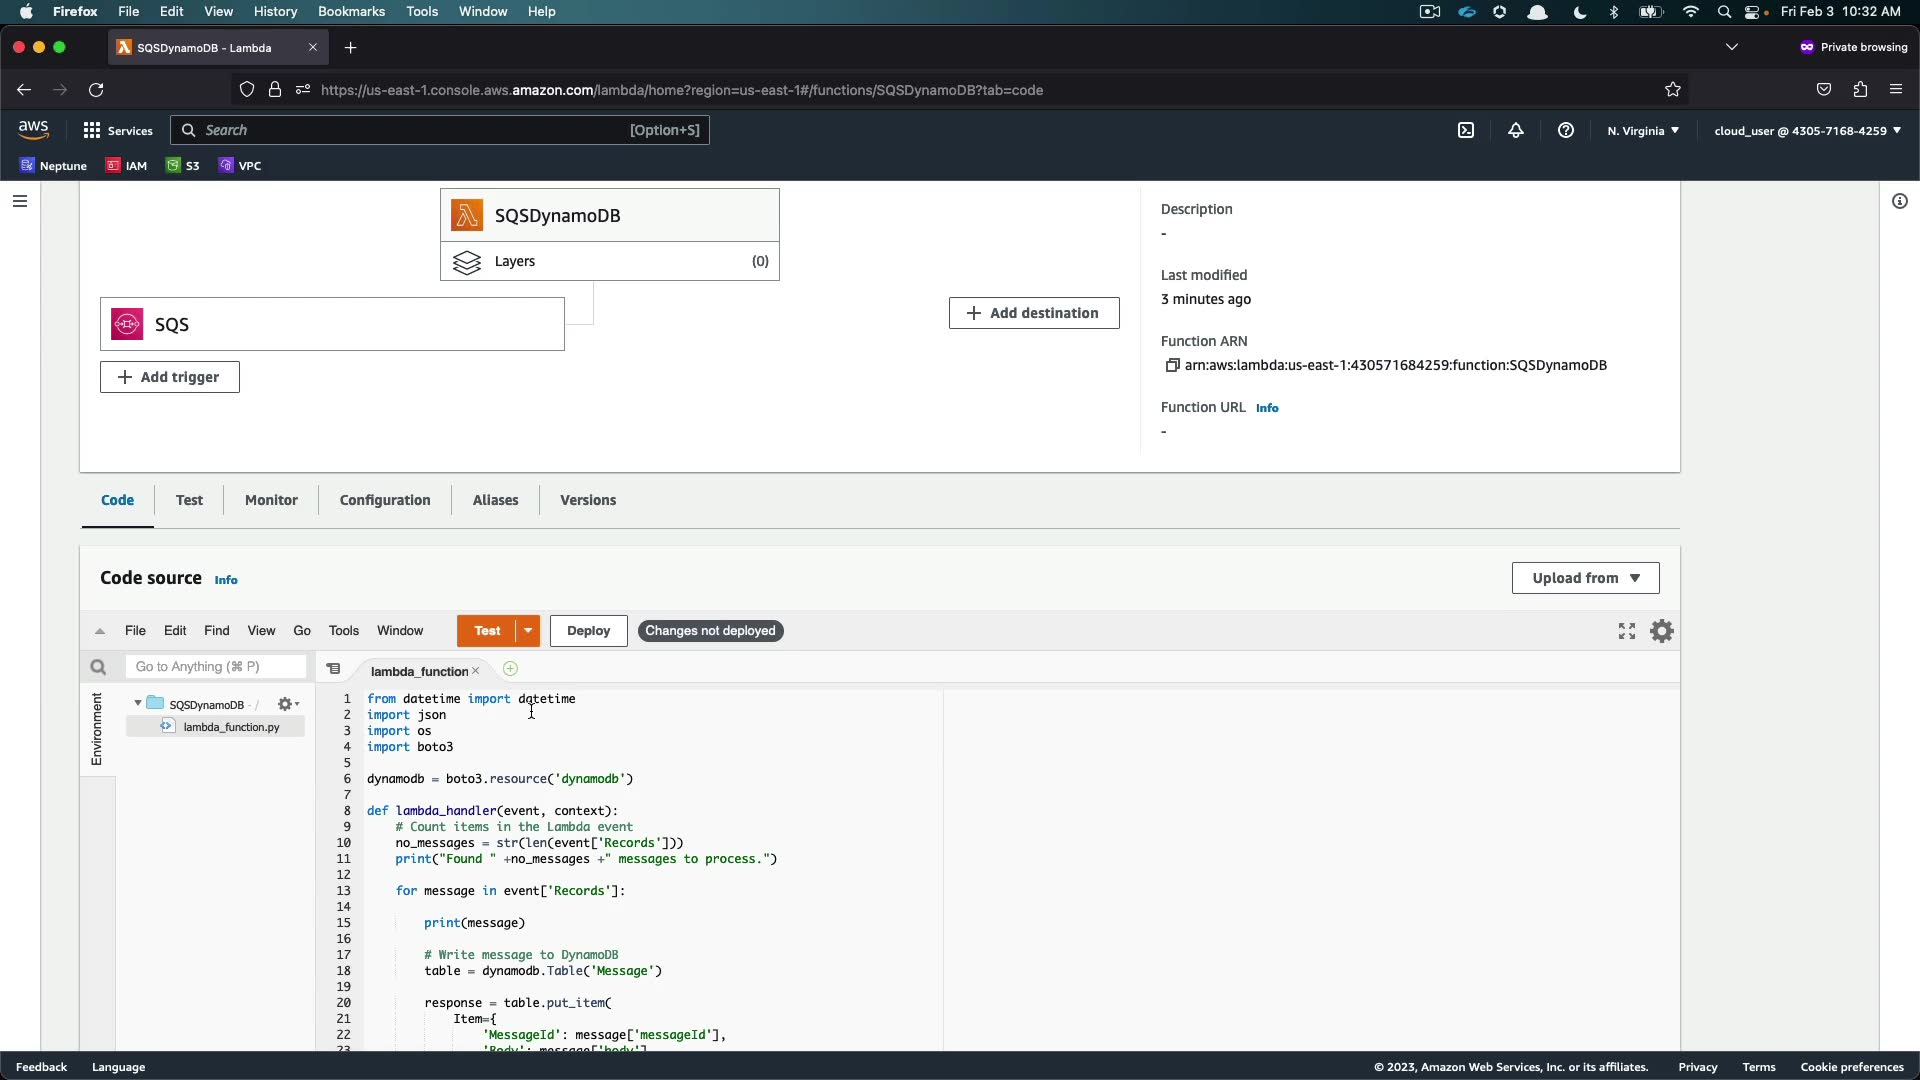 Firefox File Edit View History Bookmarks Tools Window Help
Fri Feb 3 10:32 AM
SQSDynamoDB - Lambda
Private browsing
https://us-east-1.console.aws.amazon.com/lambda/home?region=us-east-1#/functions/SQSDynamoDB?tab=code
aws Services Search [Option+S] N. Virginia cloud_user @ 4305-7168-4259
Neptune IAM S3 VPC
SQSDynamoDB
Layers (0)
SQS
+ Add trigger
+ Add destination
Description
-
Last modified
3 minutes ago
Function ARN
arn:aws:lambda:us-east-1:430571684259:function:SQSDynamoDB
Function URL Info
-
Code Test Monitor Configuration Aliases Versions
Code source Info
Upload from
File Edit Find View Go Tools Window Test Deploy Changes not deployed
Go to Anything (⌘ P)
Environment
SQSDynamoDB - /
lambda_function.py
lambda_function
1 from datetime import datetime
2 import json
3 import os
4 import boto3
5
6 dynamodb = boto3.resource('dynamodb')
7
8 def lambda_handler(event, context):
9 # Count items in the Lambda event
10 no_messages = str(len(event['Records']))
11 print("Found " +no_messages +" messages to process.")
12
13 for message in event['Records']:
14
15 print(message)
16
17 # Write message to DynamoDB
18 table = dynamodb.Table('Message')
19
20 response = table.put_item(
21 Item={
22 'MessageId': message['messageId'],
23 'Body': message['body'],
Feedback Language
© 2023, Amazon Web Services, Inc. or its affiliates. Privacy Terms Cookie preferences